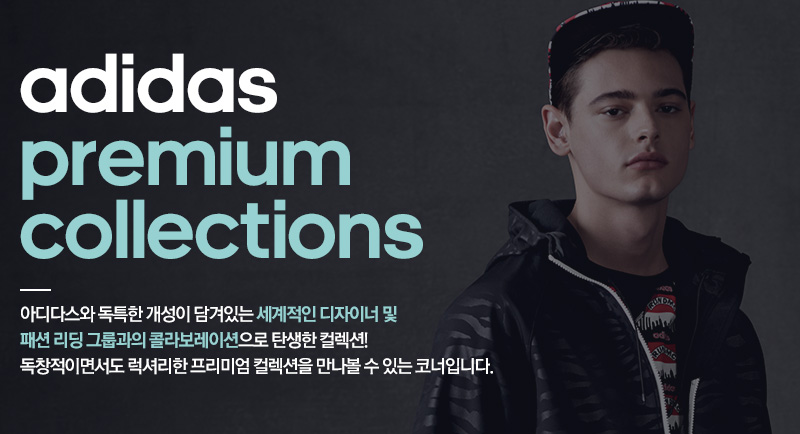 adidas
premium
collections
아디다스와 독특한 개성이 담겨있는 세계적인 디자이너 및
패션 리딩 그룹과의 콜라보레이션으로 탄생한 컬렉션!
독창적이면서도 럭셔리한 프리미엄 컬렉션을 만나볼 수 있는 코너입니다.